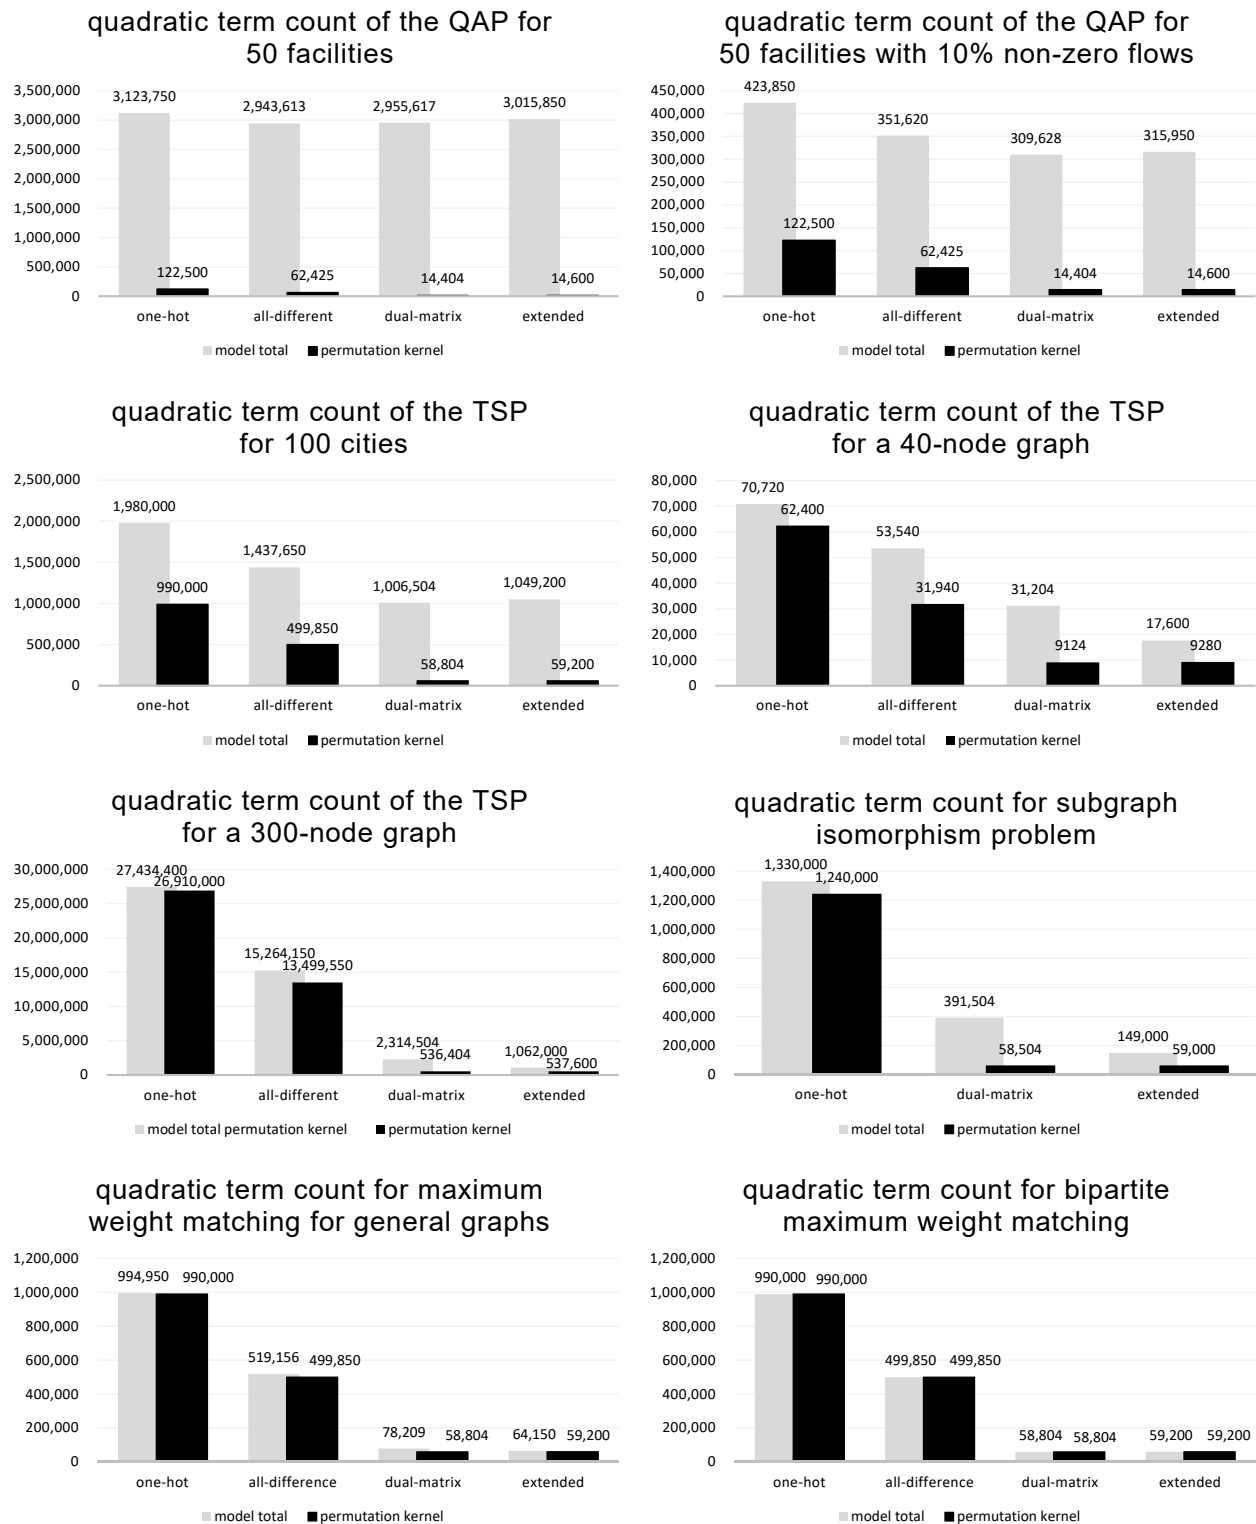 quadratic term count of the QAP for
50 facilities
3,500,000
3,000,000
2,500,000
2,000,000
1,500,000
1,000,000
500,000
0
3,123,750
2,943,613
2,955,617
3,015,850
122,500
62,425
14,404
14,600
one-hot
all-different
dual-matrix
extended
model total
permutation kernel
quadratic term count of the QAP for
50 facilities with 10% non-zero flows
450,000
400,000
350,000
300,000
250,000
200,000
150,000
100,000
50,000
0
423,850
351,620
309,628
315,950
122,500
62,425
14,404
14,600
one-hot
all-different
dual-matrix
extended
model total
permutation kernel
quadratic term count of the TSP
for 100 cities
2,500,000
2,000,000
1,500,000
1,000,000
500,000
0
1,980,000
1,437,650
1,006,504
1,049,200
990,000
499,850
58,804
59,200
one-hot
all-different
dual-matrix
extended
model total
permutation kernel
quadratic term count of the TSP
for a 40-node graph
80,000
70,000
60,000
50,000
40,000
30,000
20,000
10,000
0
70,720
62,400
53,540
31,940
31,204
9124
17,600
9280
one-hot
all-different
dual-matrix
extended
model total
permutation kernel
quadratic term count of the TSP
for a 300-node graph
30,000,000
25,000,000
20,000,000
15,000,000
10,000,000
5,000,000
0
27,434,400
26,910,000
15,264,150
13,499,550
2,314,504
536,404
1,062,000
537,600
one-hot
all-different
dual-matrix
extended
model total permutation kernel
permutation kernel
quadratic term count for subgraph
isomorphism problem
1,400,000
1,200,000
1,000,000
800,000
600,000
400,000
200,000
0
1,330,000
1,240,000
391,504
58,504
149,000
59,000
one-hot
dual-matrix
extended
model total
permutation kernel
quadratic term count for maximum
weight matching for general graphs
1,200,000
1,000,000
800,000
600,000
400,000
200,000
0
994,950
990,000
519,156
499,850
78,209
58,804
64,150
59,200
one-hot
all-difference
dual-matrix
extended
model total
permutation kernel
quadratic term count for bipartite
maximum weight matching
1,200,000
1,000,000
800,000
600,000
400,000
200,000
0
990,000
990,000
499,850
499,850
58,804
58,804
59,200
59,200
one-hot
all-difference
dual-matrix
extended
model total
permutation kernel